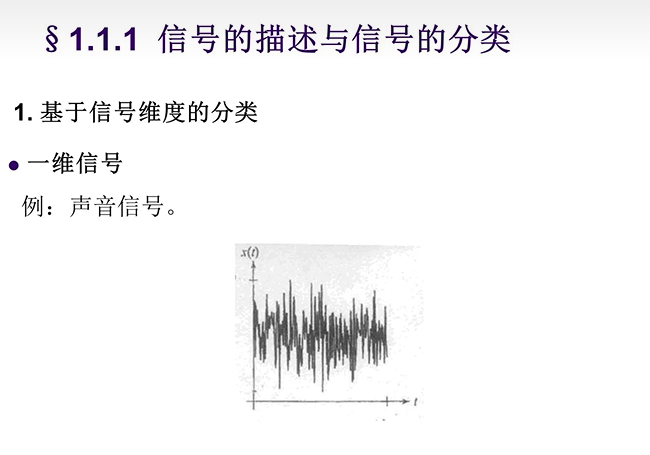 §1.1.1 信号的描述与信号的分类
1. 基于信号维度的分类
● 一维信号
例：声音信号。
x(t)
t